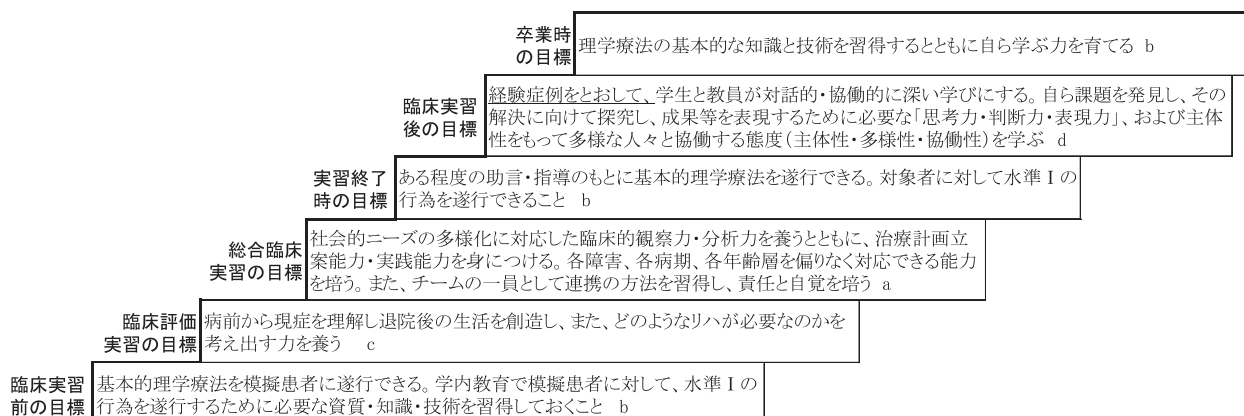 卒業時
の目標
理学療法の基本的な知識と技術を習得するとともに自ら学ぶ力を育てる b
臨床実習
後の目標
経験症例をとおして、学生と教員が対話的・協働的に深い学びにする。自ら課題を発見し、その
解決に向けて探究し、成果等を表現するために必要な「思考力・判断力・表現力」、および主体
性をもって多様な人々と協働する態度（主体性・多様性・協働性）を学ぶ d
実習終了
時の目標
ある程度の助言・指導のもとに基本的理学療法を遂行できる。対象者に対して水準Ⅰの
行為を遂行できること b
総合臨床
実習の目標
社会的ニーズの多様化に対応した臨床的観察力・分析力を養うとともに、治療計画立
案能力・実践能力を身につける。各障害、各病期、各年齢層を偏りなく対応できる能力
を培う。また、チームの一員として連携の方法を習得し、責任と自覚を培う a
臨床評価
実習の目標
病前から現症を理解し退院後の生活を創造し、また、どのようなリハが必要なのかを
考え出す力を養う c
臨床実習
前の目標
基本的理学療法を模擬患者に遂行できる。学内教育で模擬患者に対して、水準Ⅰの
行為を遂行するために必要な資質・知識・技術を習得しておくこと b